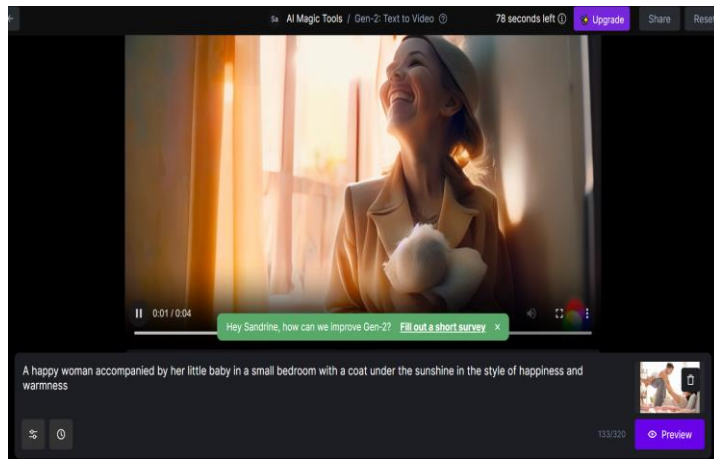 Sa AI Magic Tools / Gen-2: Text to Video 78 seconds left Upgrade Share Reset
0:01 / 0:04
Hey Sandrine, how can we improve Gen-2? Fill out a short survey ×
A happy woman accompanied by her little baby in a small bedroom with a coat under the sunshine in the style of happiness and
warmness
133/320 Preview